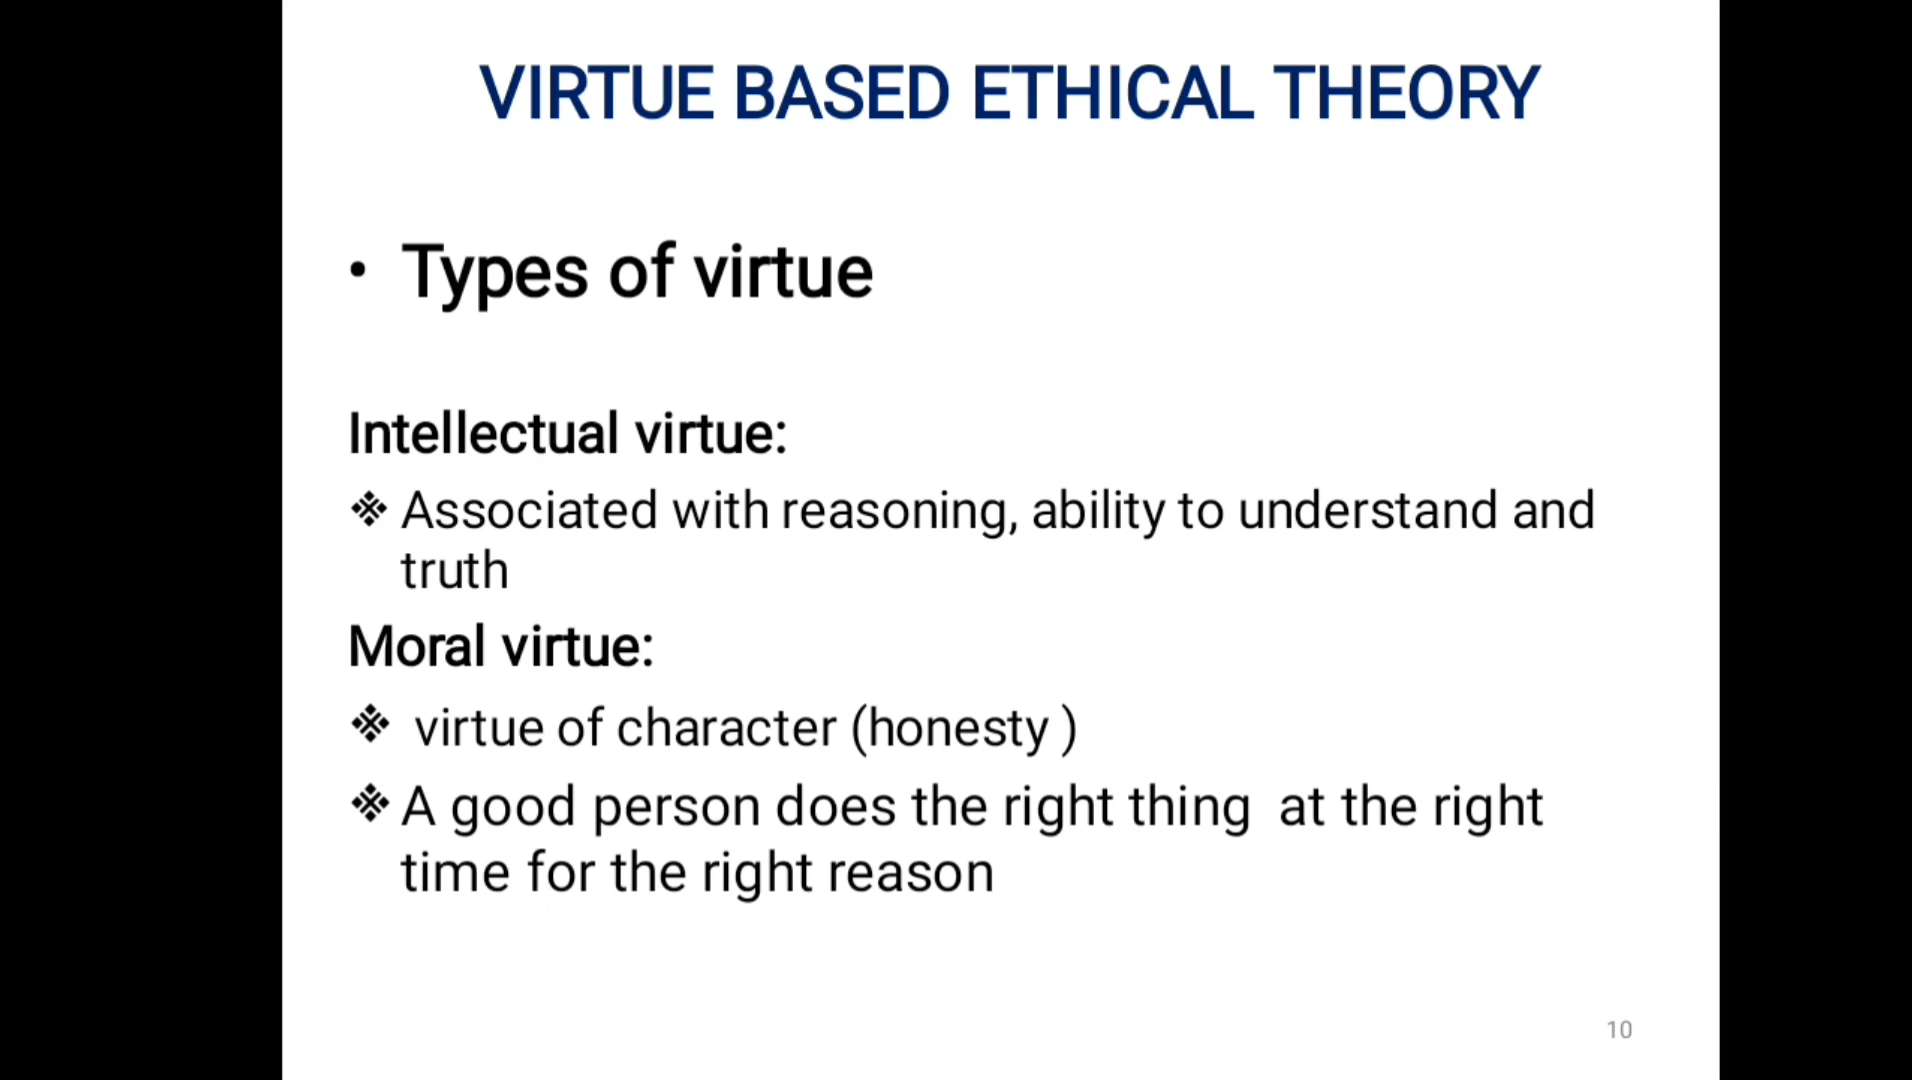 VIRTUE BASED ETHICAL THEORY
• Types of virtue
Intellectual virtue:
❖ Associated with reasoning, ability to understand and
truth
Moral virtue:
❖ virtue of character (honesty )
❖ A good person does the right thing  at the right
time for the right reason
10